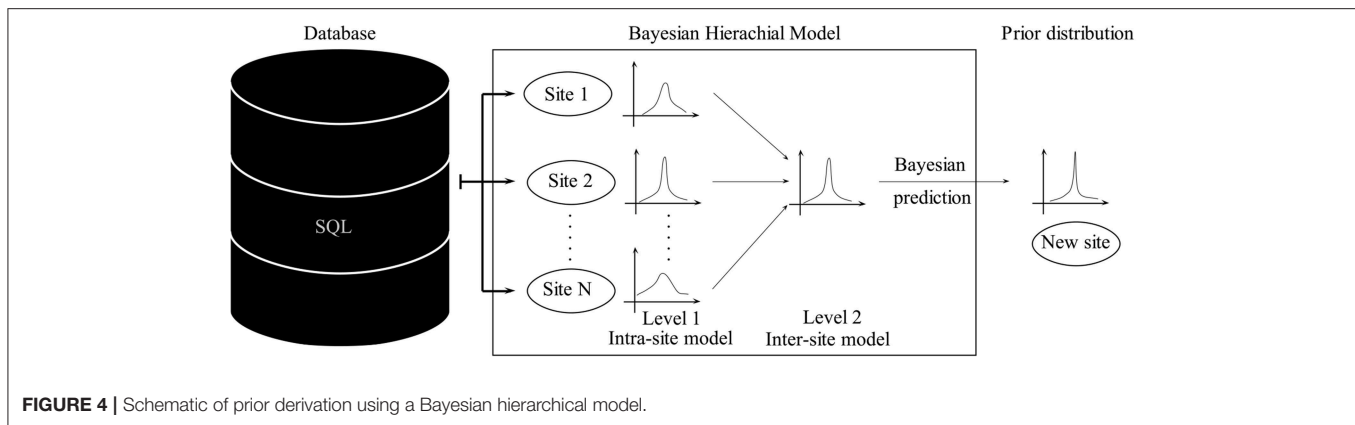 Database
Bayesian Hierachial Model
Prior distribution
SQL
Site 1
Site 2
Site N
Level 1
Intra-site model
Level 2
Inter-site model
Bayesian
prediction
New site
FIGURE 4 | Schematic of prior derivation using a Bayesian hierarchical model.